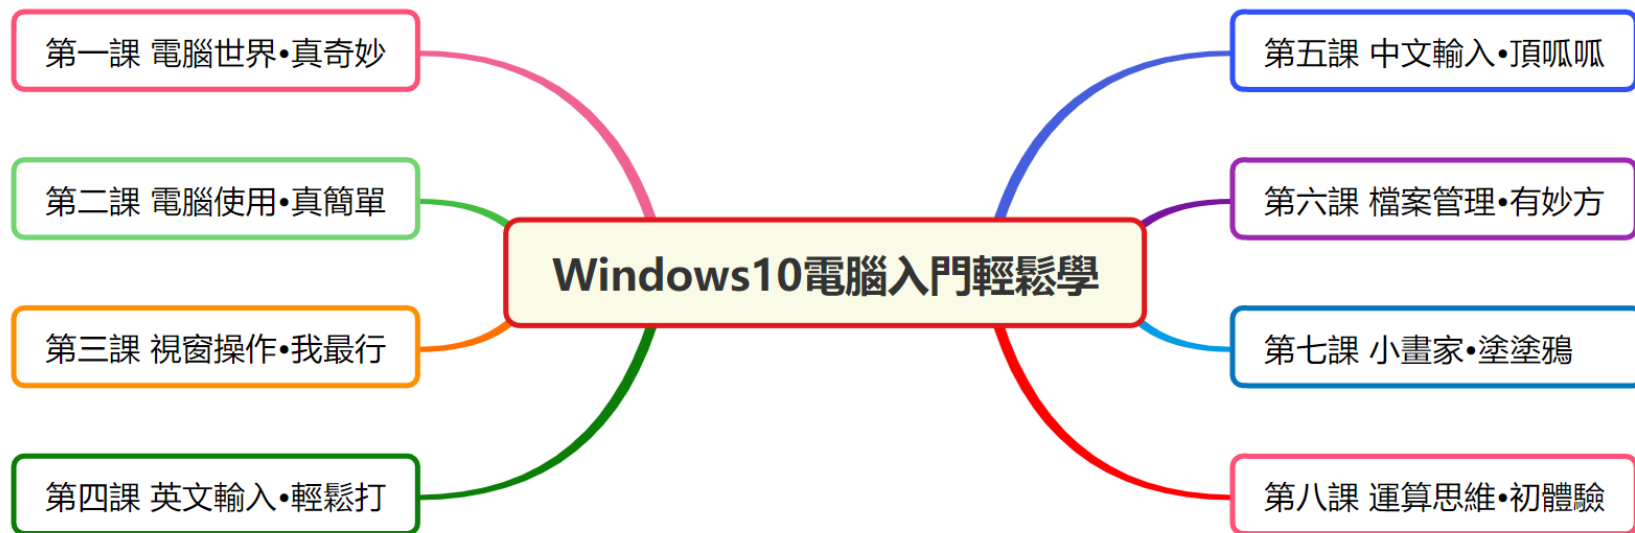 第一課 電腦世界•真奇妙
第二課 電腦使用•真簡單
第三課 視窗操作•我最行
第四課 英文輸入•輕鬆打
Windows10電腦入門輕鬆學
第五課 中文輸入•頂呱呱
第六課 檔案管理•有妙方
第七課 小畫家•塗塗鴉
第八課 運算思維•初體驗